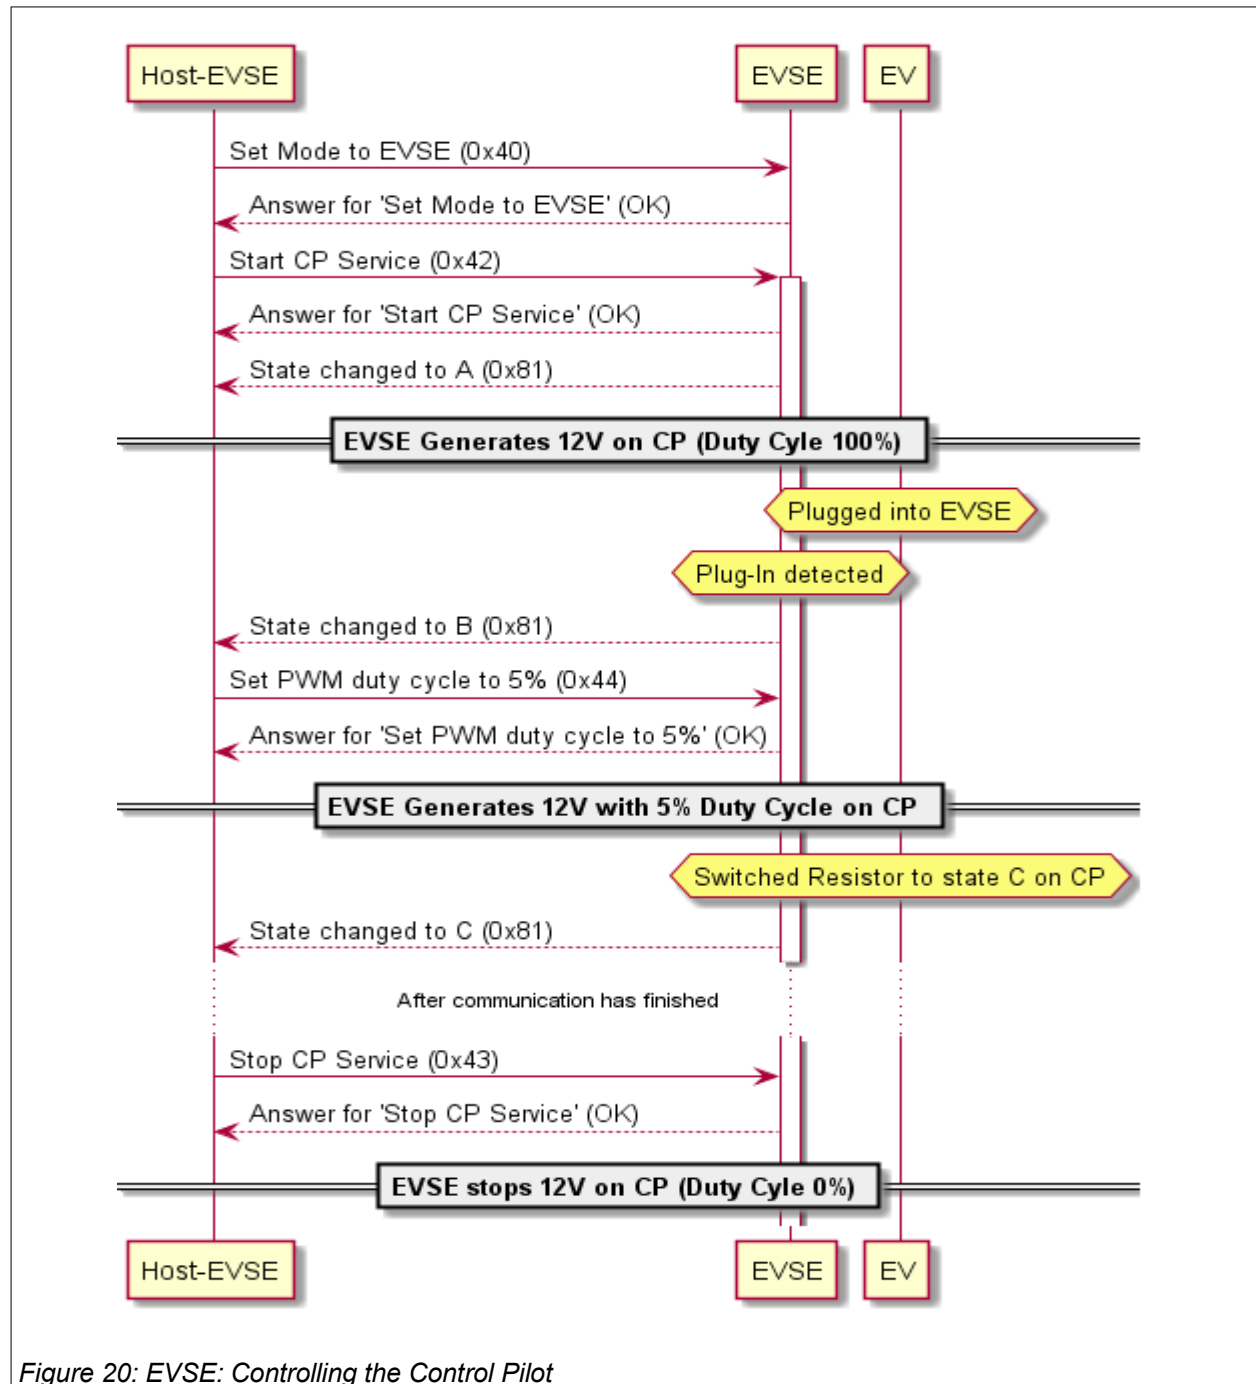 Host-EVSE EVSE EV
Set Mode to EVSE (0x40)
Answer for 'Set Mode to EVSE' (OK)
Start CP Service (0x42)
Answer for 'Start CP Service' (OK)
State changed to A (0x81)
EVSE Generates 12V on CP (Duty Cyle 100%)
Plugged into EVSE
Plug-In detected
State changed to B (0x81)
Set PWM duty cycle to 5% (0x44)
Answer for 'Set PWM duty cycle to 5%' (OK)
EVSE Generates 12V with 5% Duty Cycle on CP
Switched Resistor to state C on CP
State changed to C (0x81)
After communication has finished
Stop CP Service (0x43)
Answer for 'Stop CP Service' (OK)
EVSE stops 12V on CP (Duty Cyle 0%)
Host-EVSE EVSE EV
Figure 20: EVSE: Controlling the Control Pilot